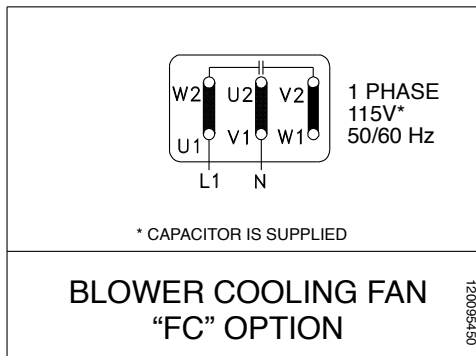 W2 U2 V2
U1 V1 W1
L1 N
1 PHASE
115V*
50/60 Hz
* CAPACITOR IS SUPPLIED
BLOWER COOLING FAN
“FC” OPTION
120095450